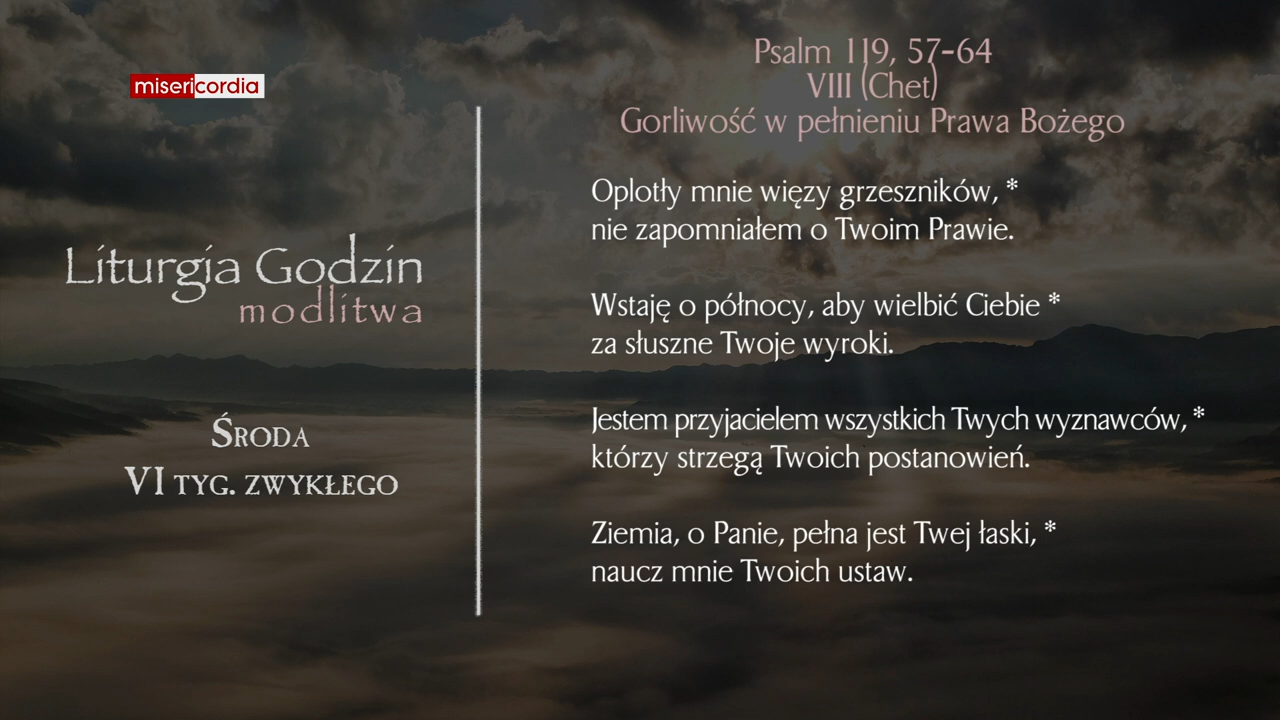 misericordia
Liturgia Godzin
modlitwa
Środa
VI tyg. zwykłego
Psalm 119, 57-64
VIII (Chet)
Gorliwość w pełnieniu Prawa Bożego
Oplotły mnie więzy grzeszników, *
nie zapomniałem o Twoim Prawie.
Wstaję o północy, aby wielbić Ciebie *
za słuszne Twoje wyroki.
Jestem przyjacielem wszystkich Twych wyznawców, *
którzy strzegą Twoich postanowień.
Ziemia, o Panie, pełna jest Twej łaski, *
naucz mnie Twoich ustaw.